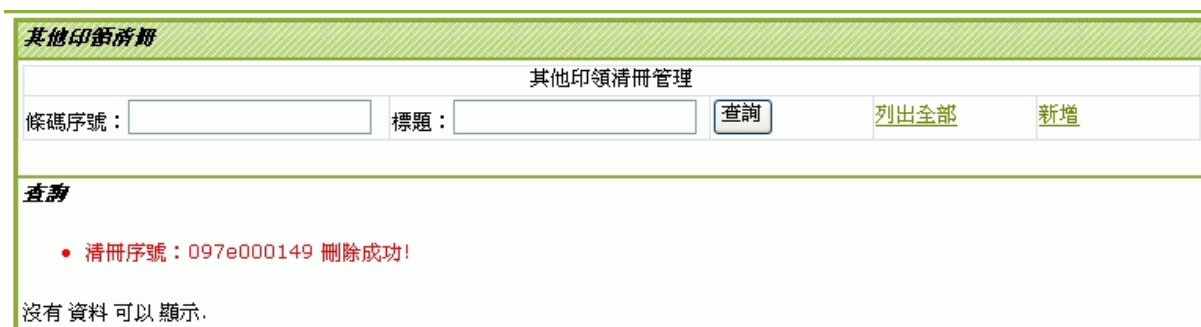 其他印領清冊
其他印領清冊管理
條碼序號： 標題： 查詢 列出全部 新增
查詢
清冊序號：097e000149 刪除成功!
沒有 資料 可以 顯示.